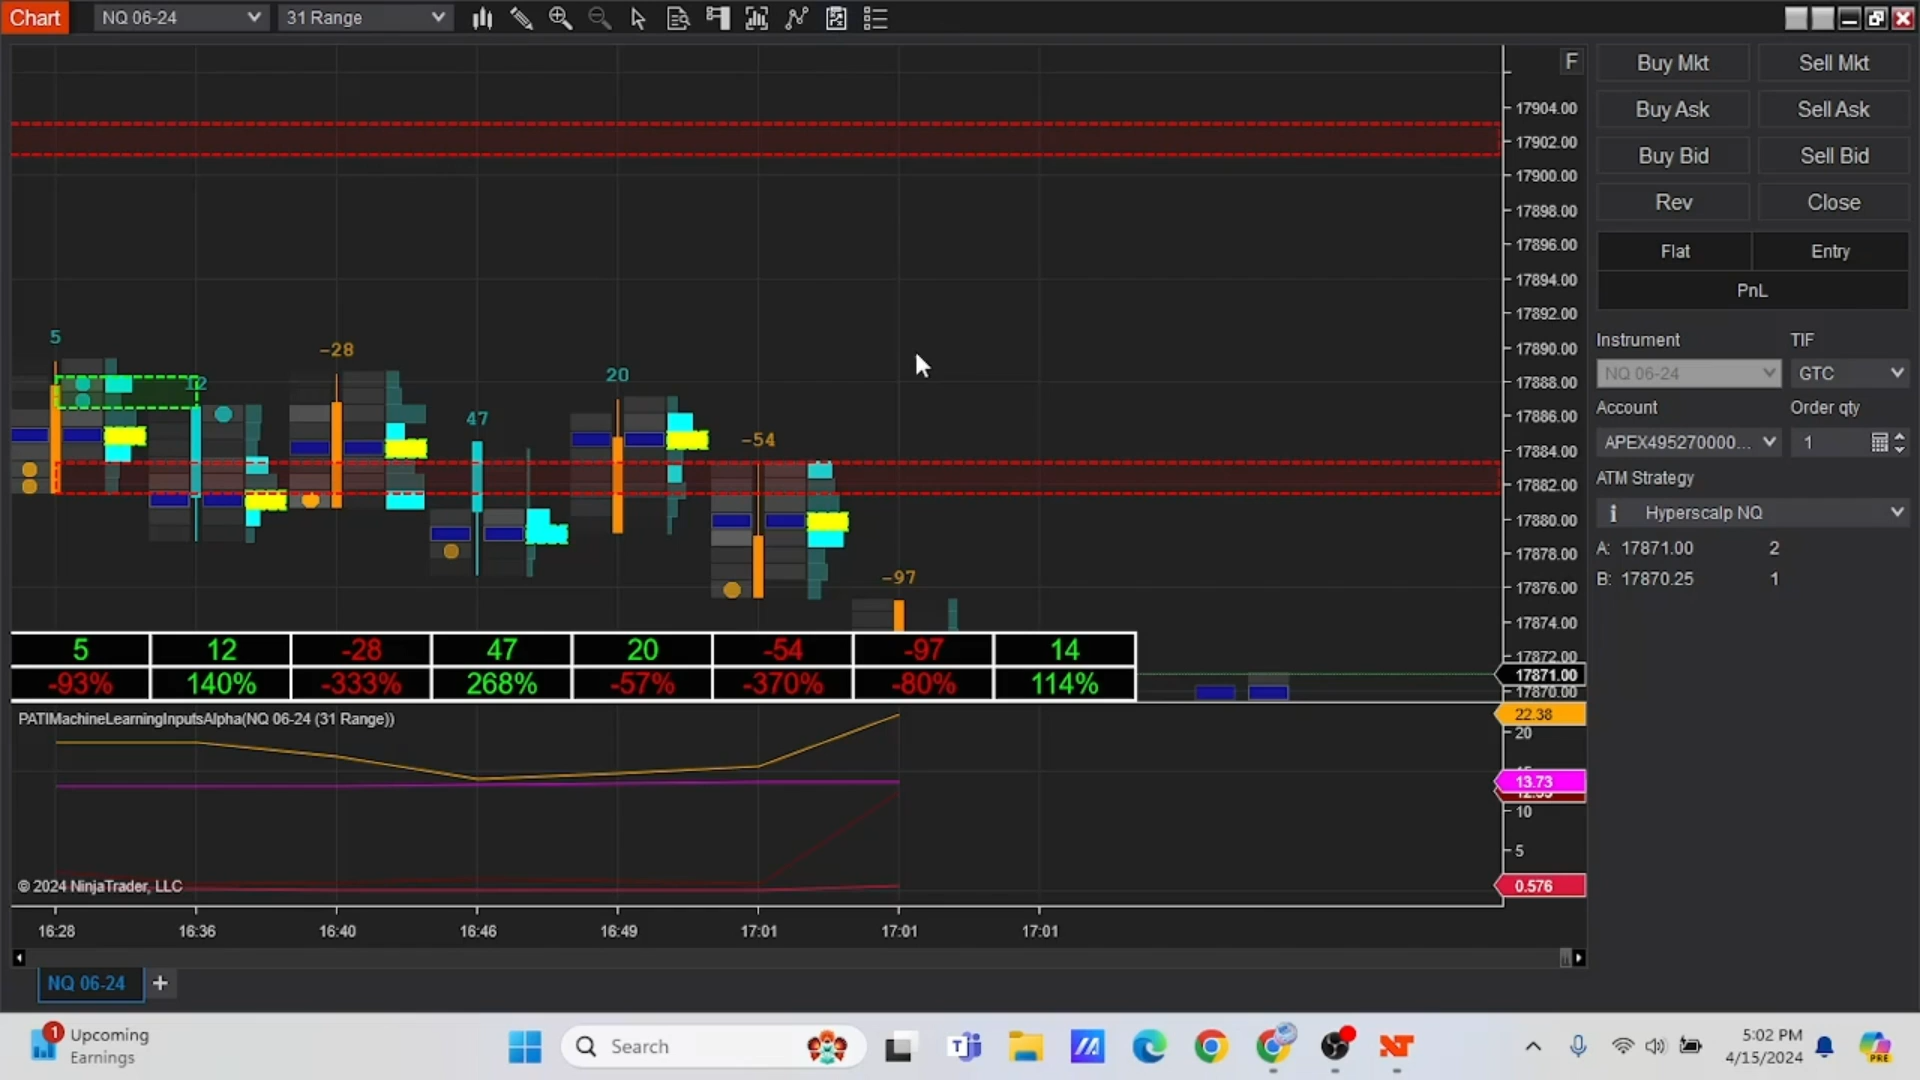 Chart NQ 06-24 31 Range
F
Buy Mkt Sell Mkt
Buy Ask Sell Ask
Buy Bid Sell Bid
Rev Close
Flat Entry
PnL
Instrument TIF
NQ 06-24 GTC
Account Order qty
APEX495270000... 1
ATM Strategy
Hyperscalp NQ
A: 17871.00 2
B: 17870.25 1
17904.00
17902.00
17900.00
17898.00
17896.00
17894.00
17892.00
17890.00
17888.00
17886.00
17884.00
17882.00
17880.00
17878.00
17876.00
17874.00
17872.00
17871.00
17870.00
5
12
-28
47
20
-54
-97
5 12 -28 47 20 -54 -97 14
-93% 140% -333% 268% -57% -370% -80% 114%
PATIMachineLearningInputsAlpha(NQ 06-24 (31 Range))
22.38
20
13.73
10
5
0.576
© 2024 NinjaTrader, LLC
16:28 16:36 16:40 16:46 16:49 17:01 17:01 17:01
NQ 06-24 +
1
Upcoming
Earnings
Search
5:02 PM
4/15/2024
PRE